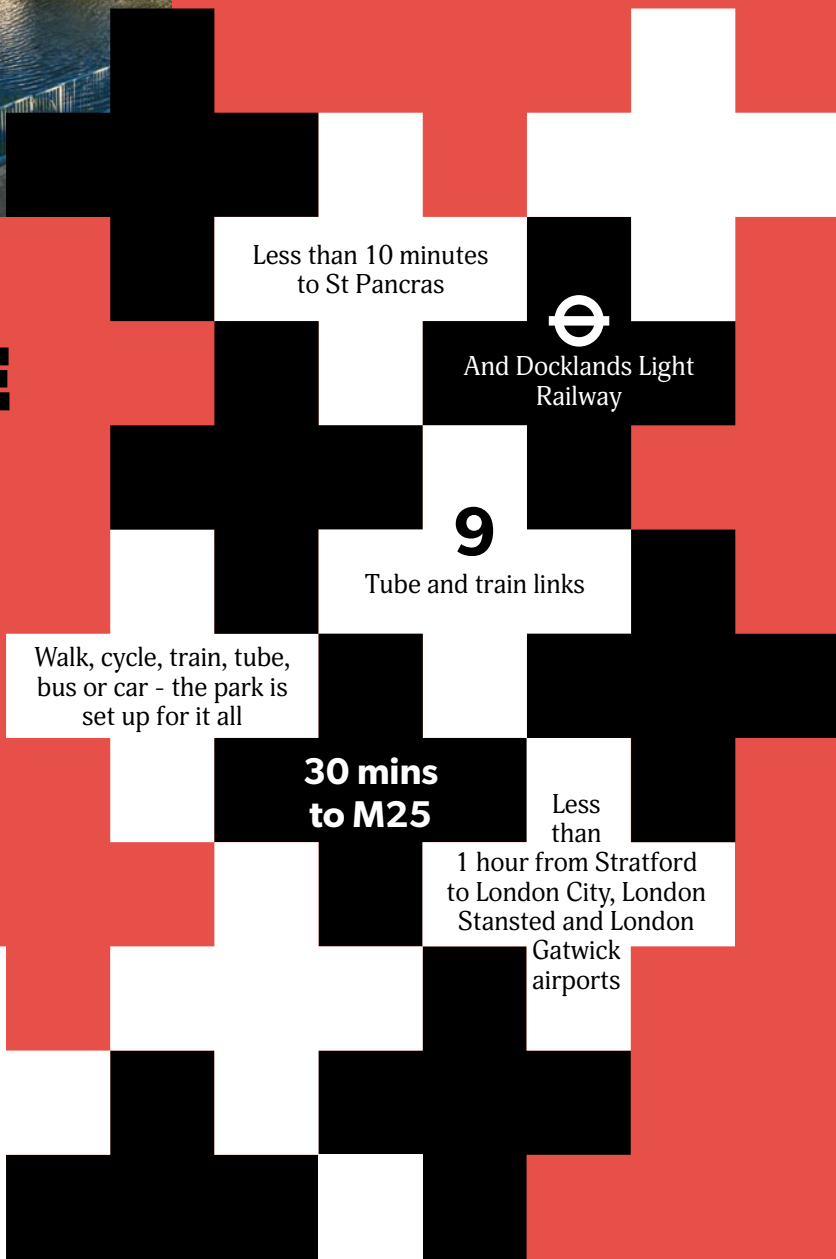 Less than 10 minutes
to St Pancras
And Docklands Light
Railway
9
Tube and train links
Walk, cycle, train, tube,
bus or car - the park is
set up for it all
30 mins
to M25
Less
than
1 hour from Stratford
to London City, London
Stansted and London
Gatwick
airports